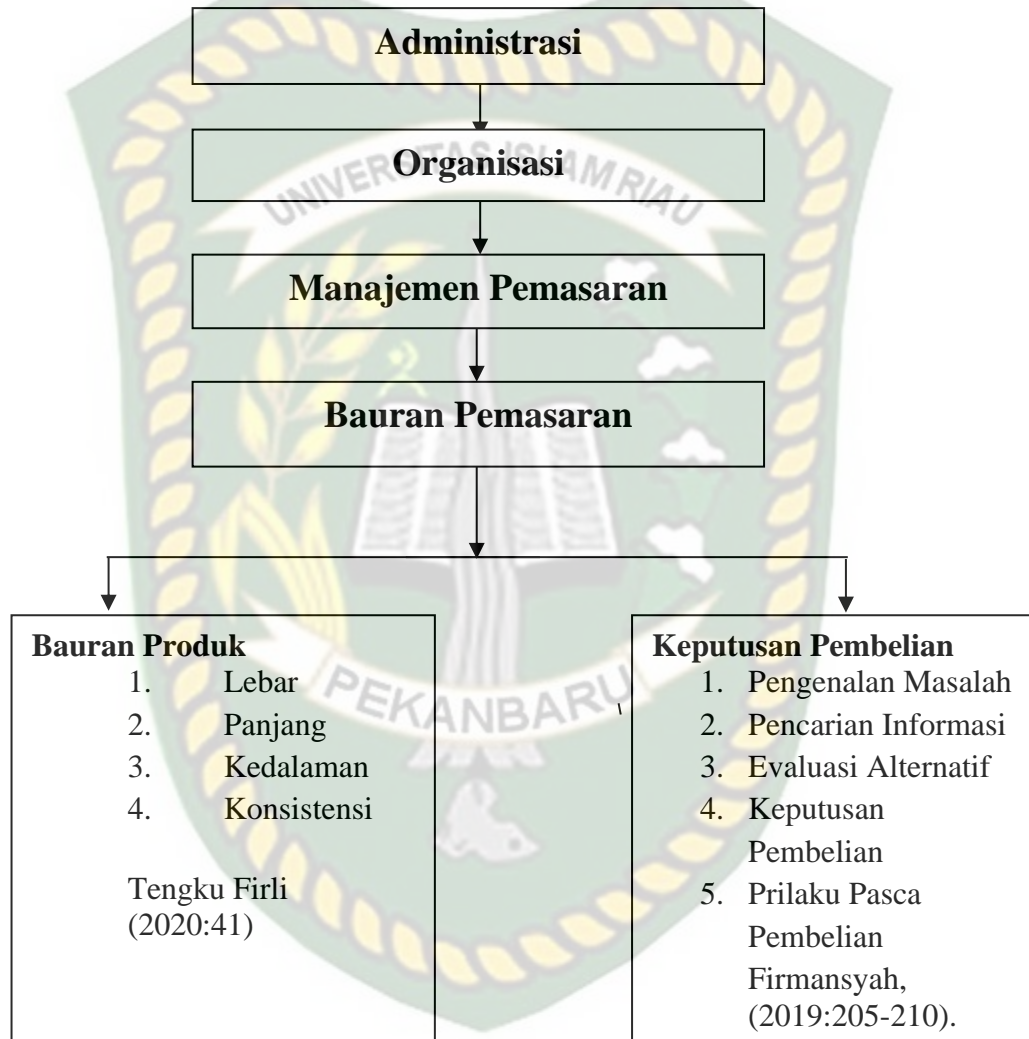 Administrasi
UNIVERSITAS ISLAM RIAU
Organisasi
Manajemen Pemasaran
Bauran Pemasaran
Bauran Produk
1. Lebar
2. Panjang
3. Kedalaman
4. Konsistensi
Tengku Firli
(2020:41)
PEKANBARU
Keputusan Pembelian
1. Pengenalan Masalah
2. Pencarian Informasi
3. Evaluasi Alternatif
4. Keputusan
Pembelian
5. Prilaku Pasca
Pembelian
Firmansyah,
(2019:205-210).